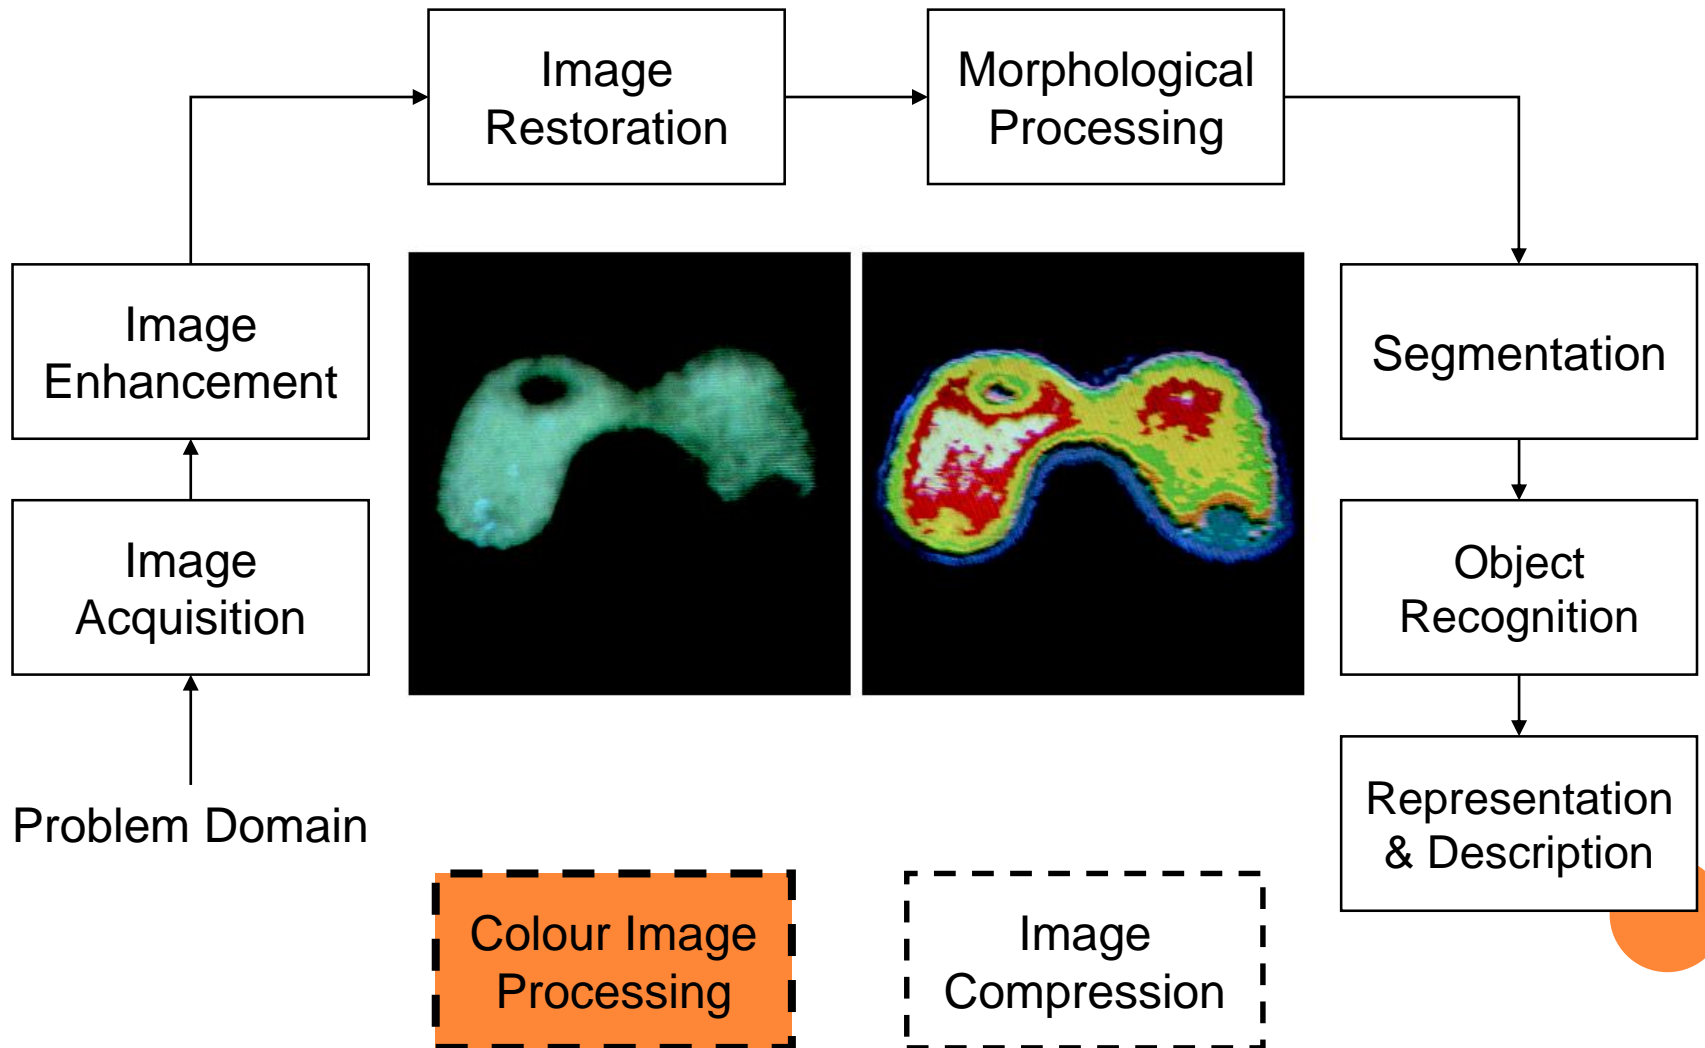 Image
Restoration
Morphological
Processing
Image
Enhancement
Segmentation
Image
Acquisition
Object
Recognition
Problem Domain
Representation
& Description
Colour Image
Processing
Image
Compression